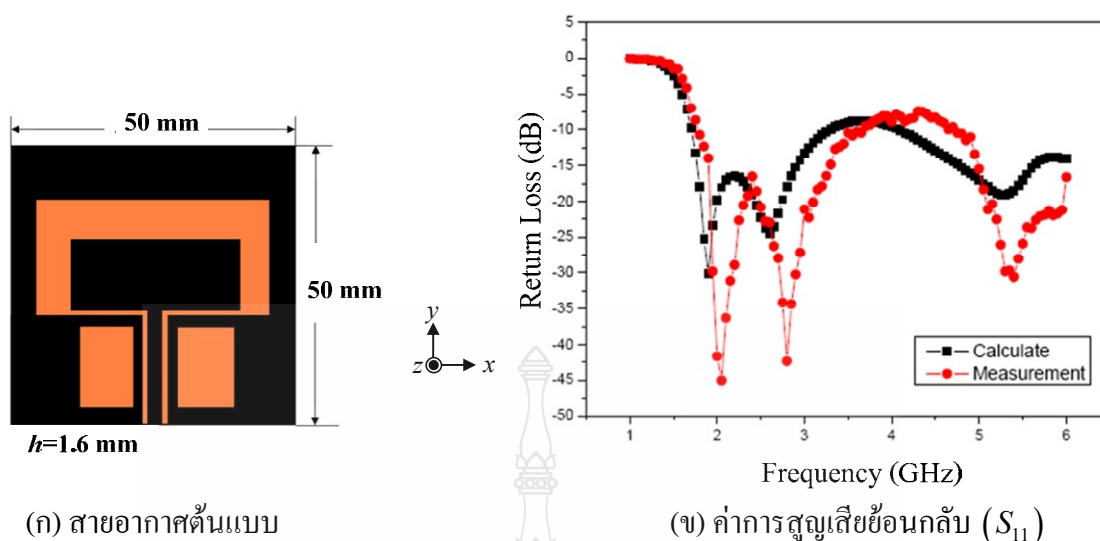 50 mm
50 mm
h=1.6 mm
y
z
x
(ก) สายอากาศต้นแบบ
5
0
-5
-10
-15
-20
-25
-30
-35
-40
-45
-50
Return Loss (dB)
Calculate
Measurement
1 2 3 4 5 6
Frequency (GHz)
(ข) ค่าการสูญเสียย้อนกลับ (S11)